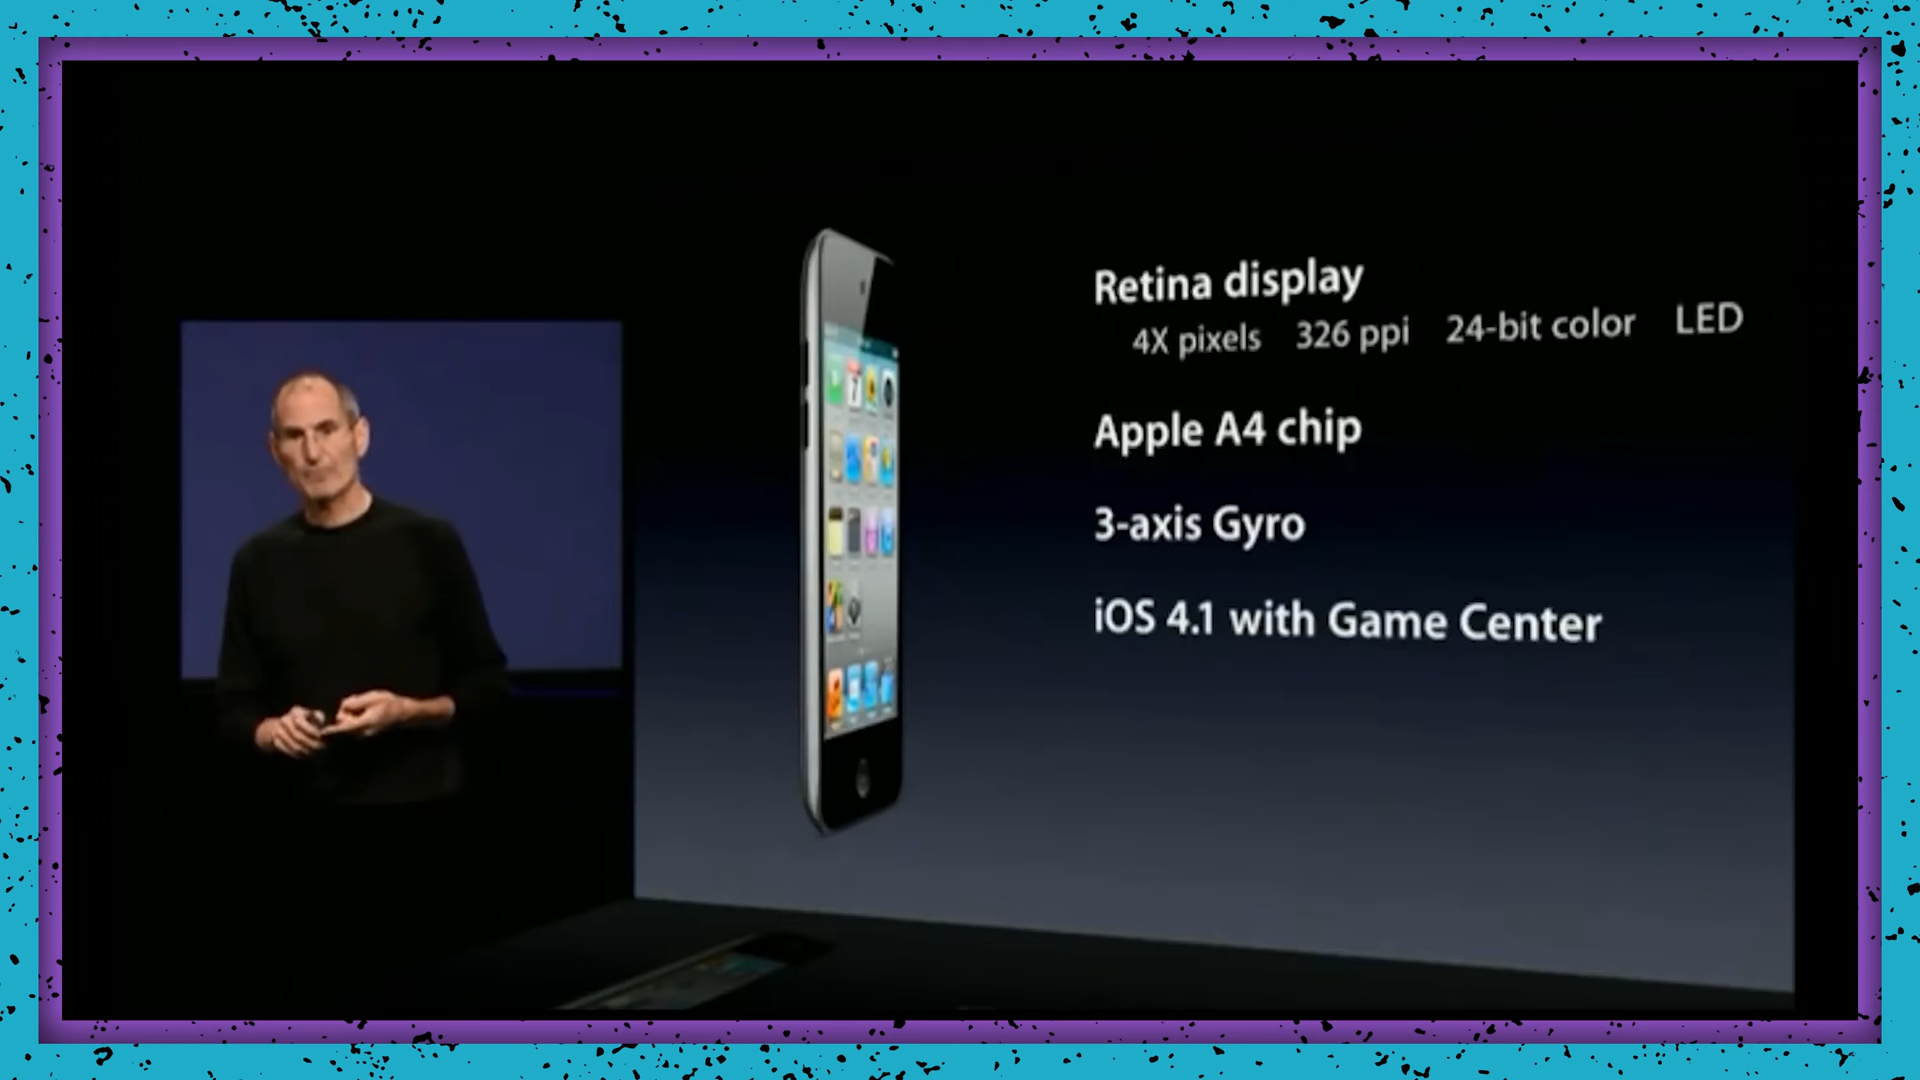 Retina display
4X pixels 326 ppi 24-bit color LED
Apple A4 chip
3-axis Gyro
iOS 4.1 with Game Center
7